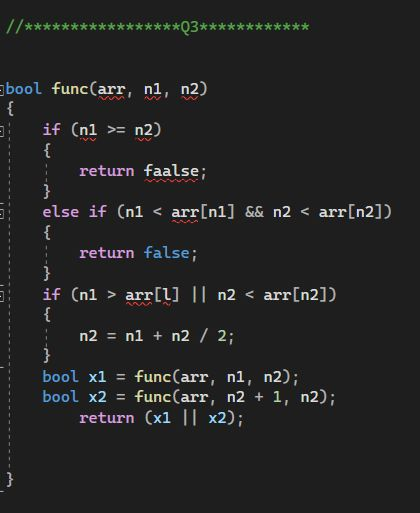 //*****************Q3************
bool func(arr, n1, n2)
{
if (n1 >= n2)
{
return faalse;
}
else if (n1 < arr[n1] && n2 < arr[n2])
{
return false;
}
if (n1 > arr[l] || n2 < arr[n2])
{
n2 = n1 + n2 / 2;
}
bool x1 = func(arr, n1, n2);
bool x2 = func(arr, n2 + 1, n2);
return (x1 || x2);
}